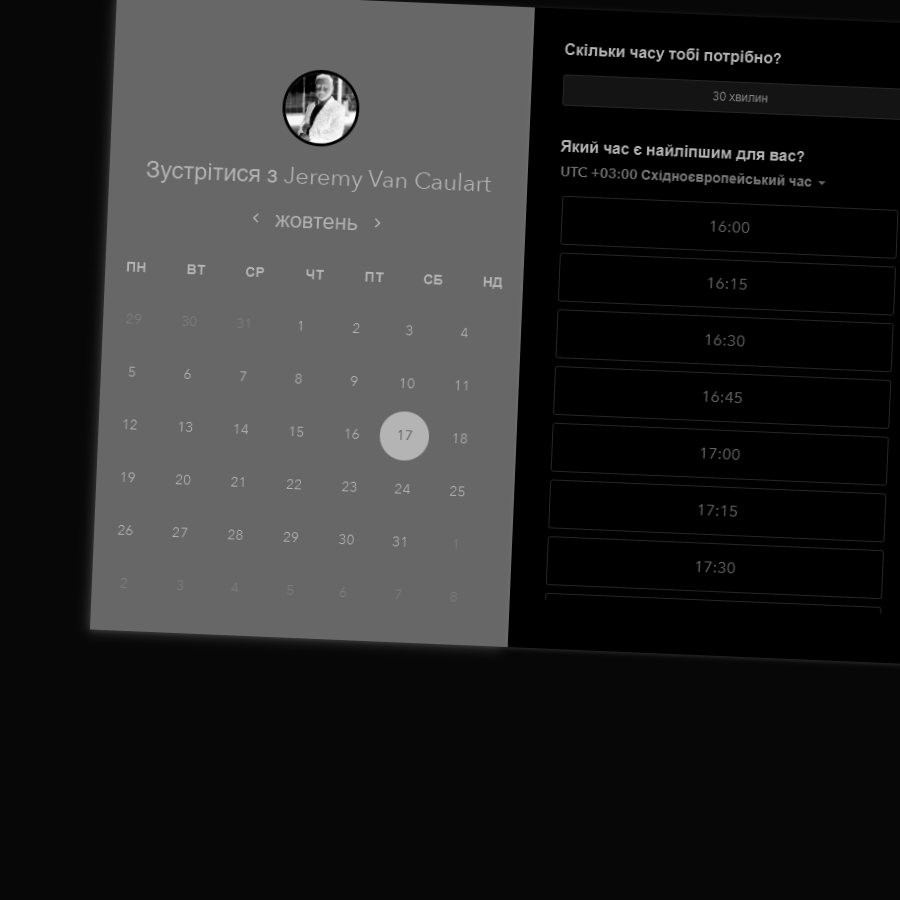 Зустрітися з Jeremy Van Caulart
‹ жовтень ›
ПН ВТ СР ЧТ ПТ СБ НД
29 30 31 1 2 3 4
5 6 7 8 9 10 11
12 13 14 15 16 17 18
19 20 21 22 23 24 25
26 27 28 29 30 31 1
2 3 4 5 6 7 8
Скільки часу тобі потрібно?
30 хвилин
Який час є найліпшим для вас?
UTC +03:00 Східноєвропейський час
16:00
16:15
16:30
16:45
17:00
17:15
17:30